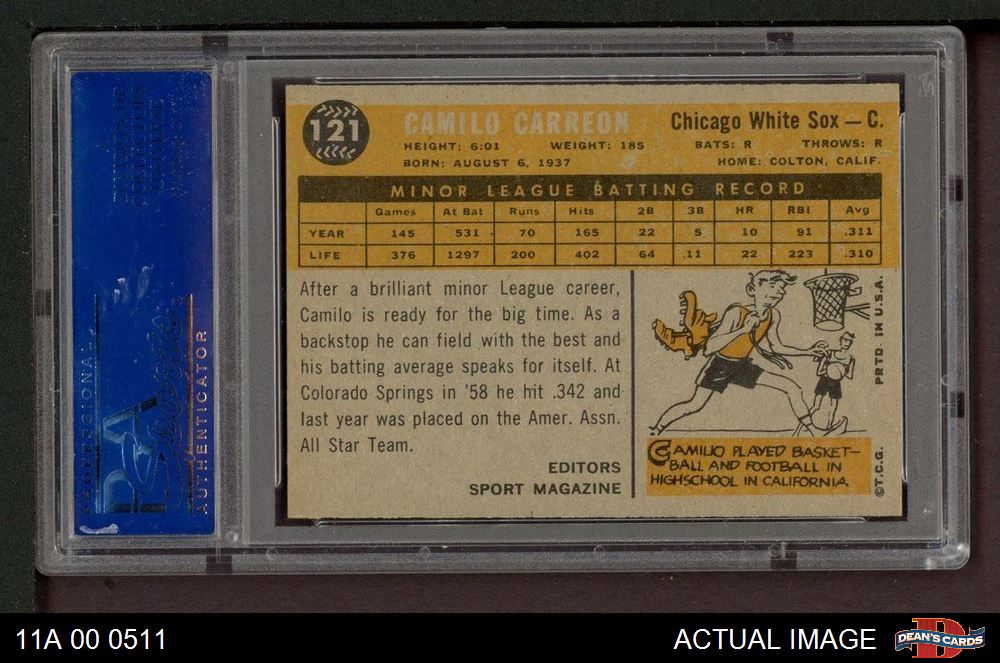 121
CAMILO CARREON
Chicago White Sox — C.
HEIGHT: 6:01 WEIGHT: 185 BATS: R THROWS: R
BORN: AUGUST 6, 1937 HOME: COLTON, CALIF.
MINOR LEAGUE BATTING RECORD
Games At Bat Runs Hits 2B 3B HR RBI Avg
YEAR 145 531 70 165 22 5 10 91 .311
LIFE 376 1297 200 402 64 .11 22 223 .310
After a brilliant minor League career,
Camilo is ready for the big time. As a
backstop he can field with the best and
his batting average speaks for itself. At
Colorado Springs in '58 he hit .342 and
last year was placed on the Amer. Assn.
All Star Team.
EDITORS
SPORT MAGAZINE
CAMILIO PLAYED BASKET-
BALL AND FOOTBALL IN
HIGHSCHOOL IN CALIFORNIA.
©T.C.G. PRTD. IN U.S.A.
PROFESSIONAL
PSA
AUTHENTICATOR
11A 00 0511
ACTUAL IMAGE
DEAN'S CARDS